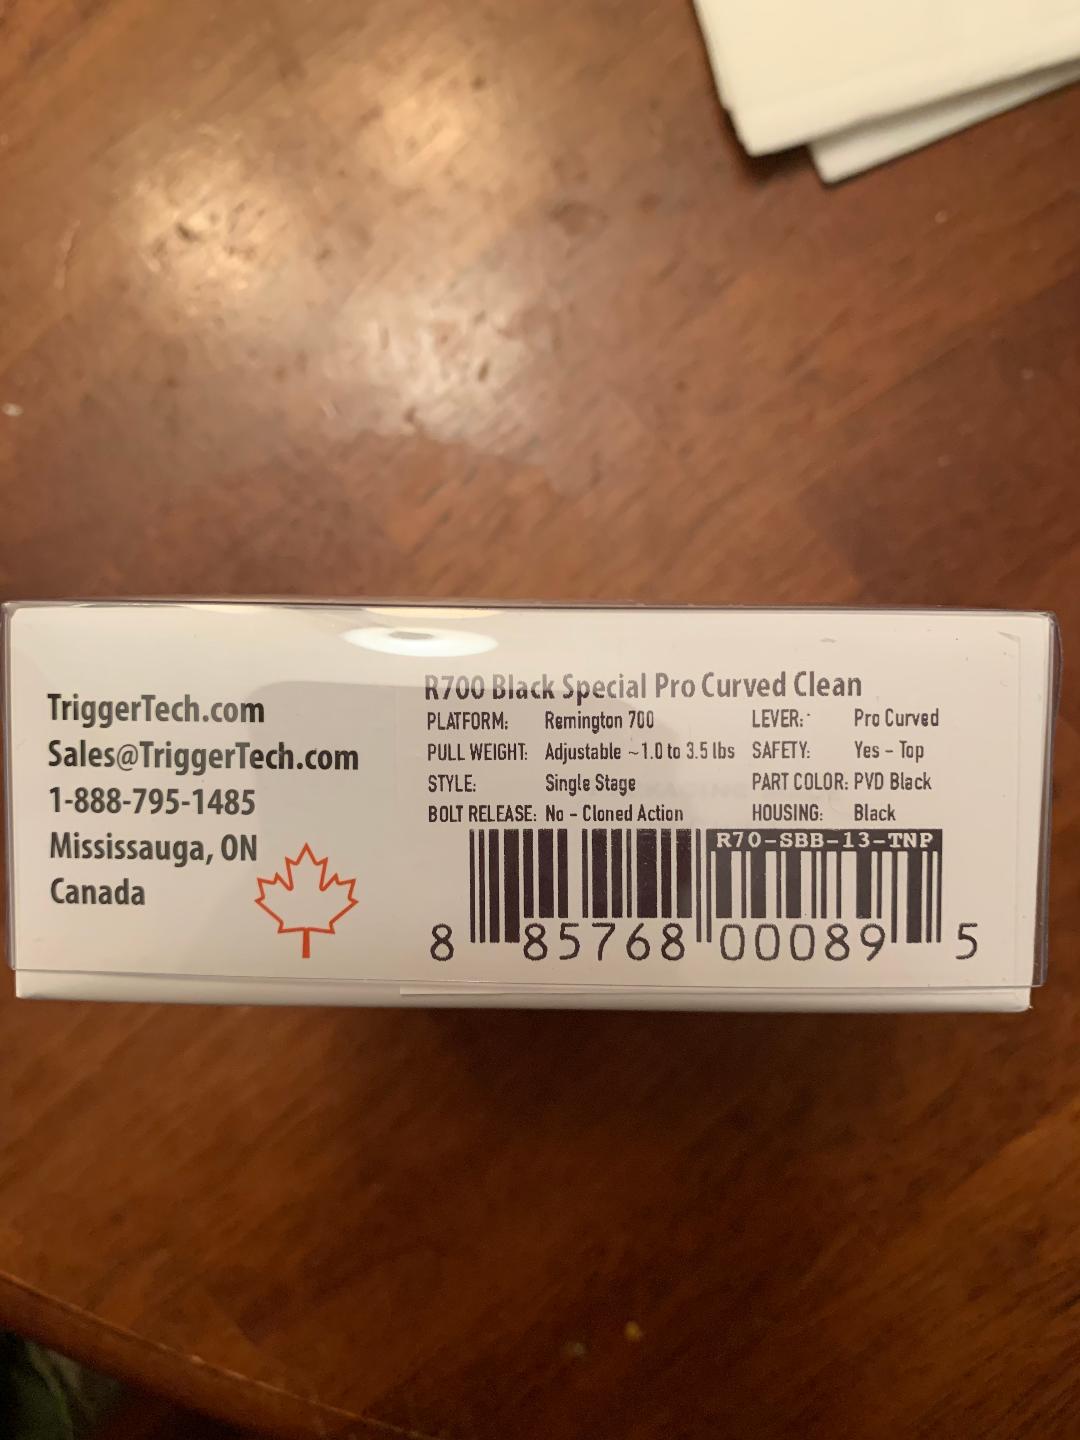 TriggerTech.com
Sales@TriggerTech.com
1-888-795-1485
Mississauga, ON
Canada
R700 Black Special Pro Curved Clean
PLATFORM: Remington 700 LEVER: Pro Curved
PULL WEIGHT: Adjustable ~1.0 to 3.5 lbs SAFETY: Yes - Top
STYLE: Single Stage PART COLOR: PVD Black
BOLT RELEASE: No - Cloned Action HOUSING: Black
R70-SBB-13-TNP
8 85768 00089 5